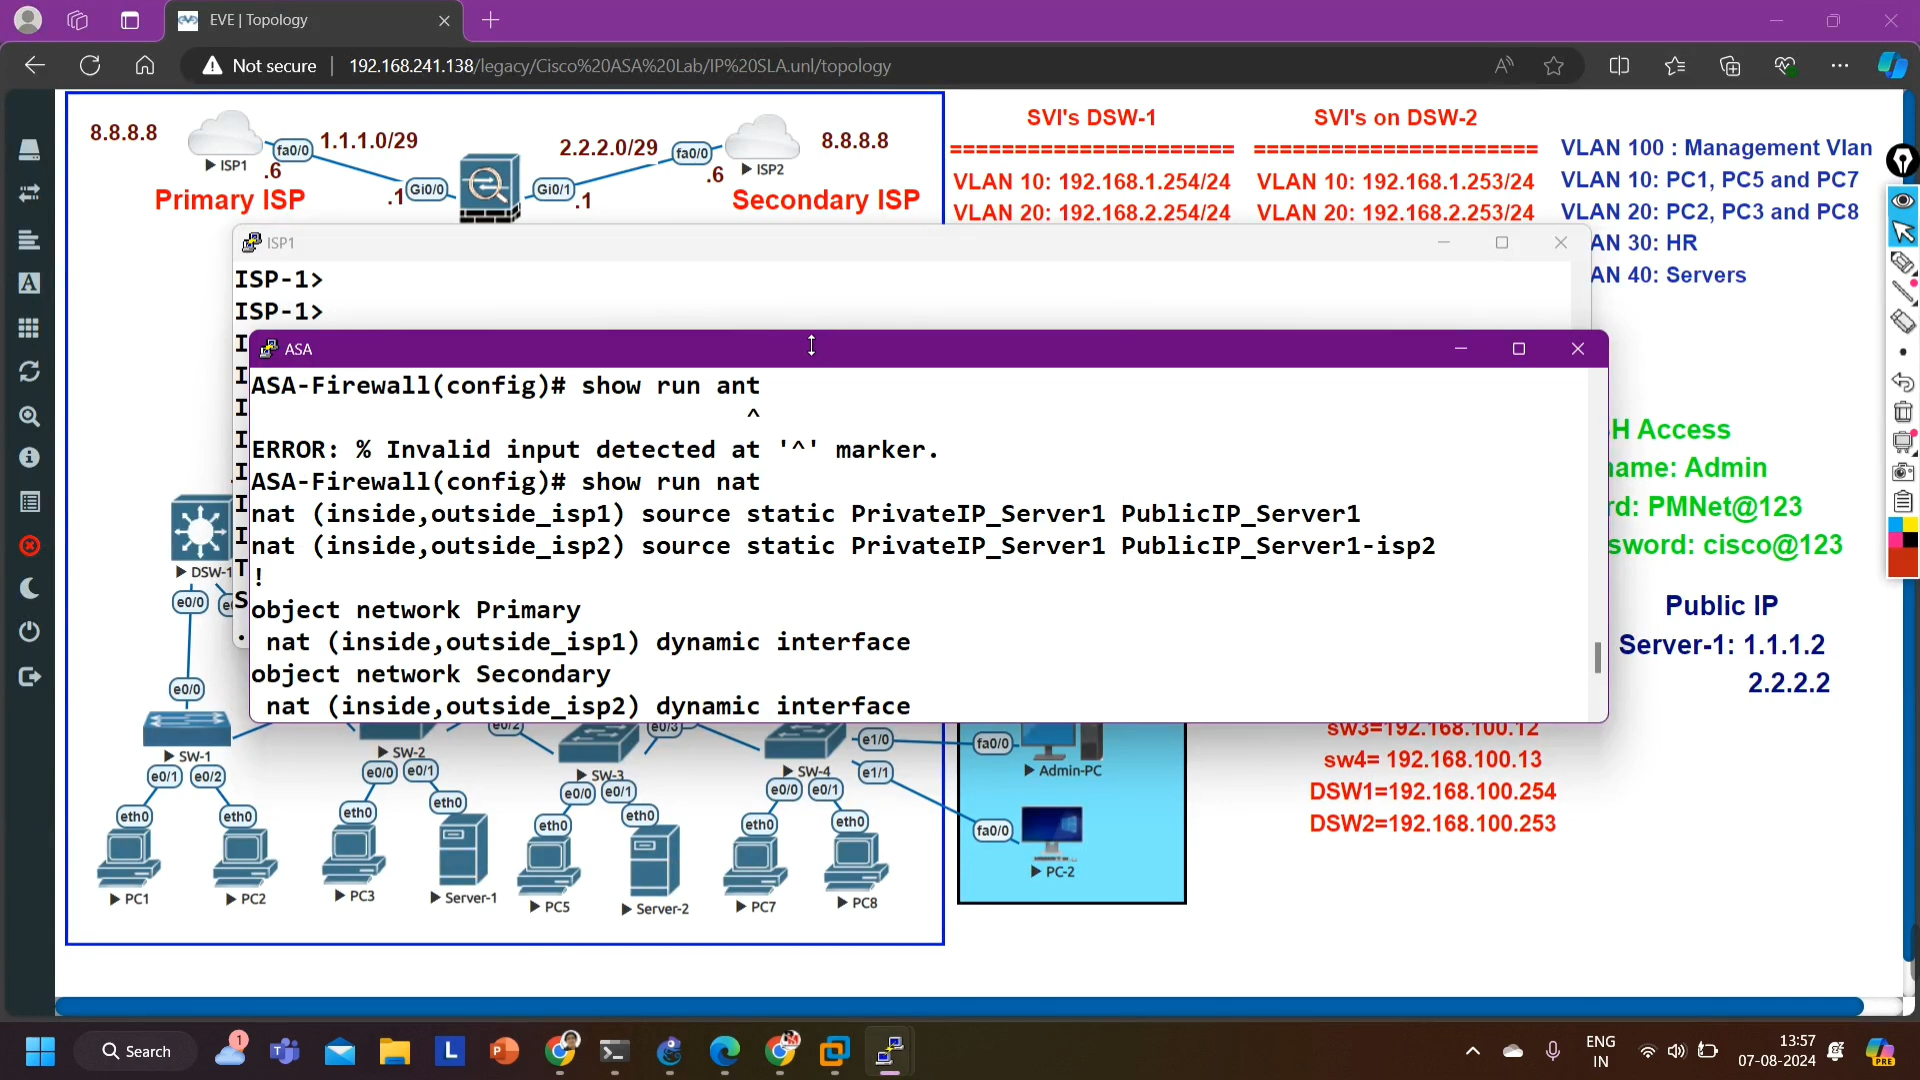 EVE | Topology
Not secure
192.168.241.138/legacy/Cisco%20ASA%20Lab/IP%20SLA.unl/topology
8.8.8.8
ISP1
fa0/0
1.1.1.0/29
.6
Primary ISP
.1
Gi0/0
Gi0/1
.1
2.2.2.0/29
fa0/0
.6
ISP2
8.8.8.8
Secondary ISP
SVI's DSW-1
======================
VLAN 10: 192.168.1.254/24
VLAN 20: 192.168.2.254/24
SVI's on DSW-2
======================
VLAN 10: 192.168.1.253/24
VLAN 20: 192.168.2.253/24
VLAN 100 : Management Vlan
VLAN 10: PC1, PC5 and PC7
VLAN 20: PC2, PC3 and PC8
AN 30: HR
AN 40: Servers
ISP1
ISP-1>
ISP-1>
ASA
ASA-Firewall(config)# show run ant
^
ERROR: % Invalid input detected at '^' marker.
ASA-Firewall(config)# show run nat
nat (inside,outside_isp1) source static PrivateIP_Server1 PublicIP_Server1
nat (inside,outside_isp2) source static PrivateIP_Server1 PublicIP_Server1-isp2
!
object network Primary
nat (inside,outside_isp1) dynamic interface
object network Secondary
nat (inside,outside_isp2) dynamic interface
H Access
name: Admin
rd: PMNet@123
sword: cisco@123
Public IP
Server-1: 1.1.1.2
2.2.2.2
DSW-1
e0/0
e0/0
SW-1
e0/1
e0/2
SW-2
e0/0
e0/1
e0/2
SW-3
e0/0
e0/1
e0/3
SW-4
e0/0
e0/1
e1/0
e1/1
eth0
eth0
eth0
eth0
eth0
eth0
eth0
eth0
PC1
PC2
PC3
Server-1
PC5
Server-2
PC7
PC8
fa0/0
Admin-PC
fa0/0
PC-2
sw3=192.168.100.12
sw4= 192.168.100.13
DSW1=192.168.100.254
DSW2=192.168.100.253
Search
1
ENG
IN
13:57
07-08-2024
PRE